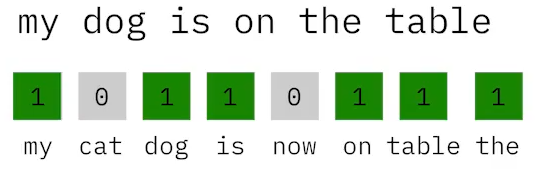 my dog is on the table
1 0 1 1 0 1 1 1
my cat dog is now on table the